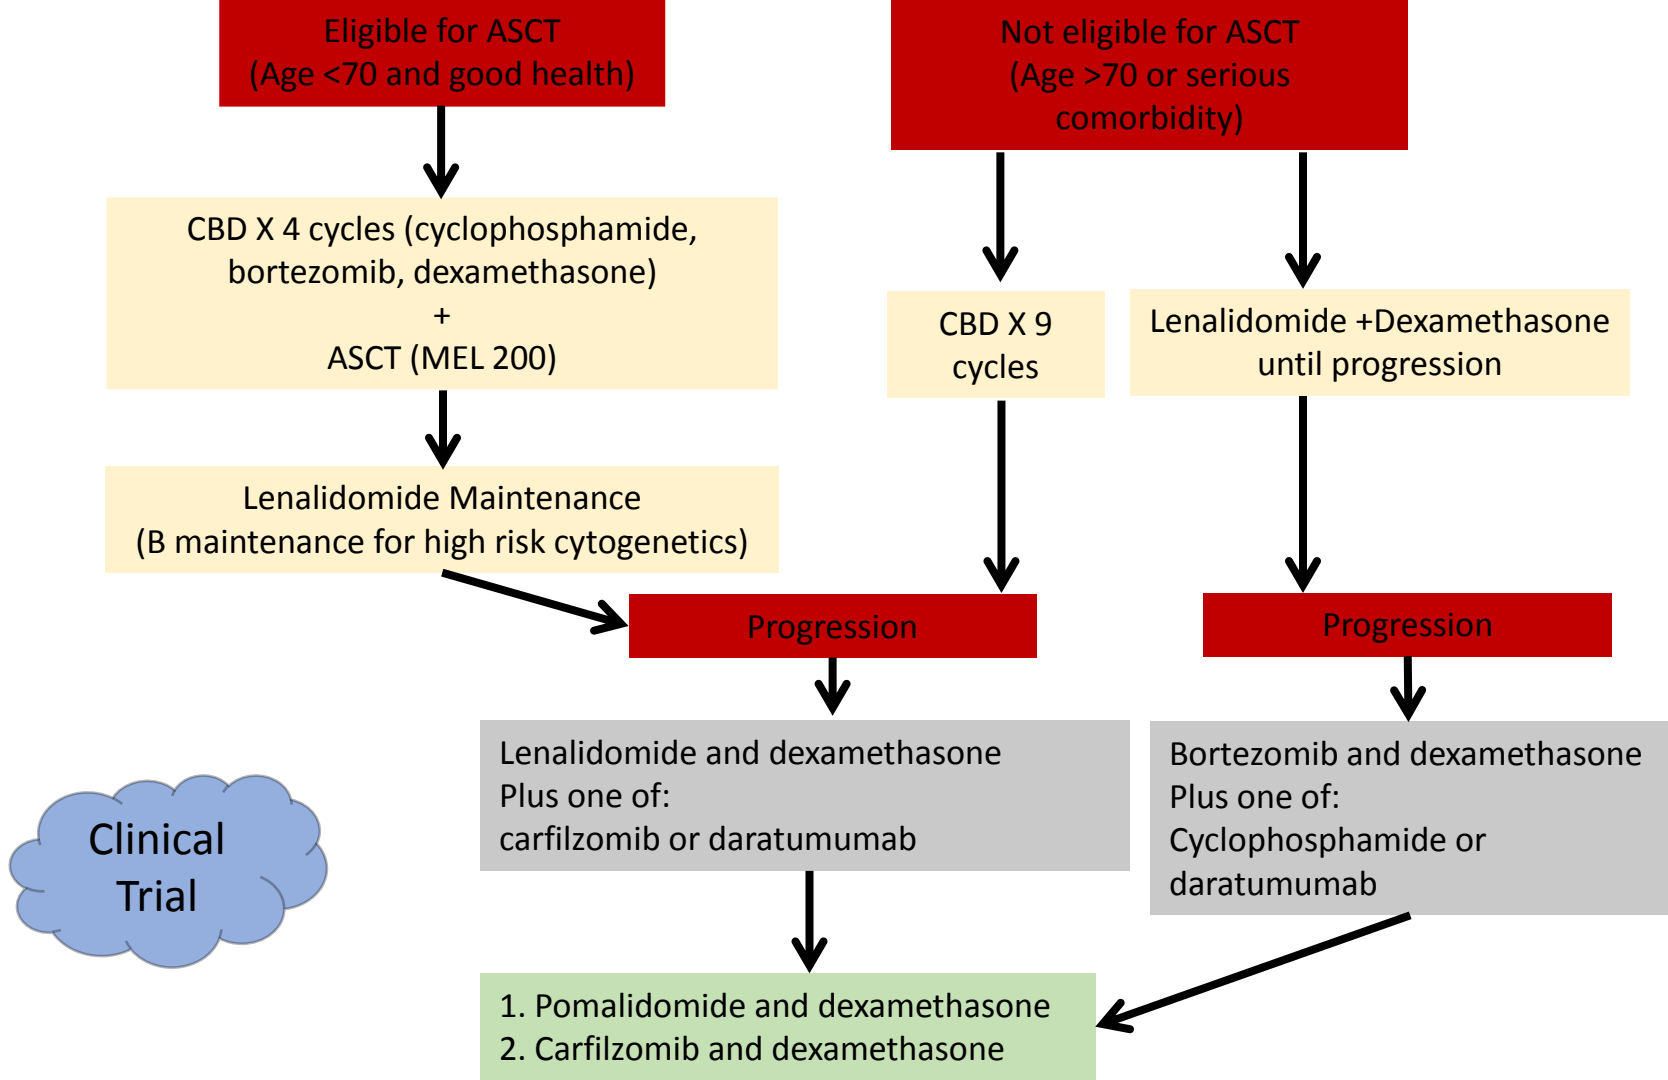 Eligible for ASCT
(Age <70 and good health)
Not eligible for ASCT
(Age >70 or serious
comorbidity)
CBD X 4 cycles (cyclophosphamide,
bortezomib, dexamethasone)
+
ASCT (MEL 200)
CBD X 9
cycles
Lenalidomide +Dexamethasone
until progression
Lenalidomide Maintenance
(B maintenance for high risk cytogenetics)
Progression
Progression
Lenalidomide and dexamethasone
Plus one of:
carfilzomib or daratumumab
Bortezomib and dexamethasone
Plus one of:
Cyclophosphamide or
daratumumab
Clinical
Trial
1. Pomalidomide and dexamethasone
2. Carfilzomib and dexamethasone